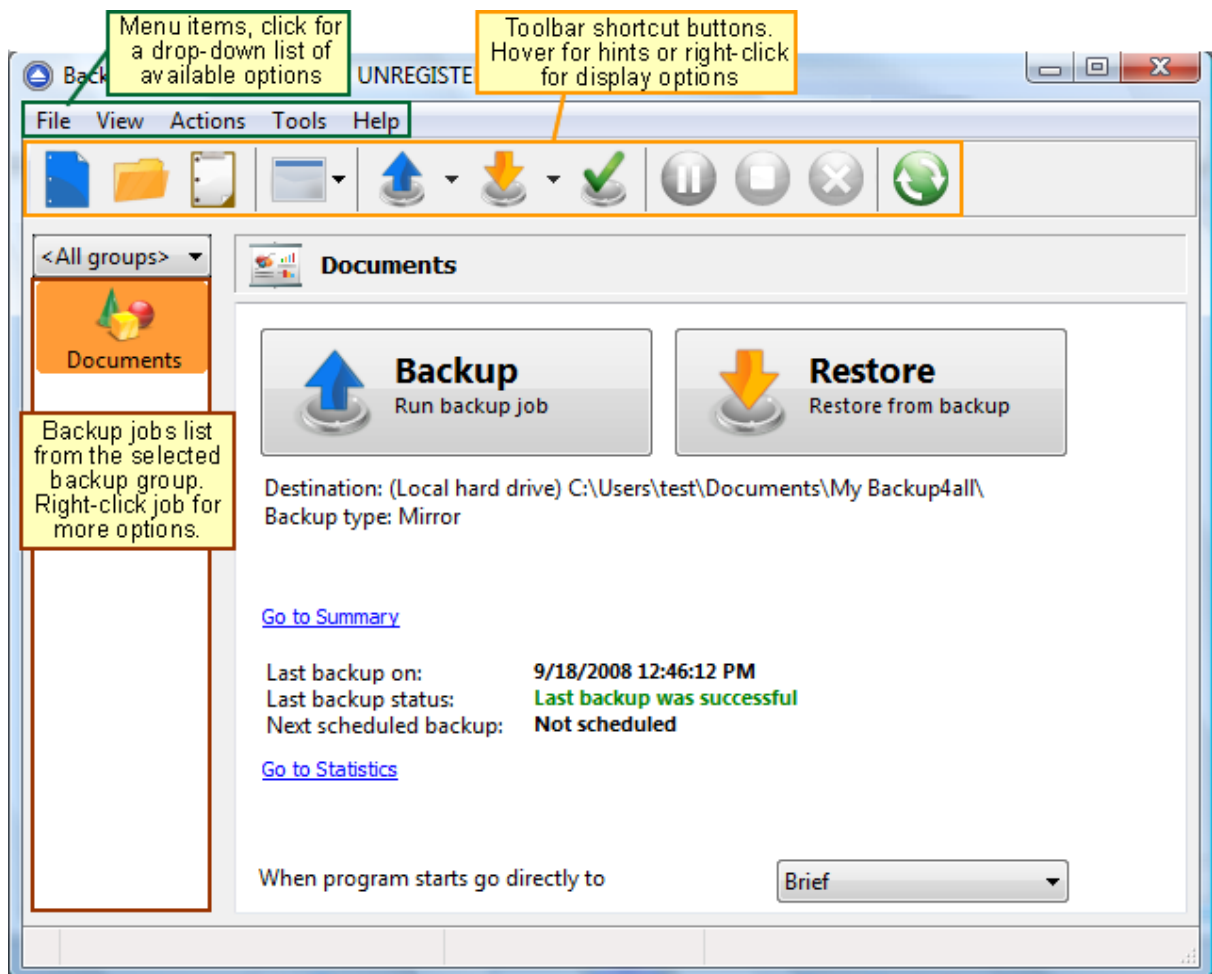 Menu items, click for
a drop-down list of
available options
Toolbar shortcut buttons.
Hover for hints or right-click
for display options
UNREGISTE
File View Actions Tools Help
<All groups>
Documents
Documents
Backup
Run backup job
Restore
Restore from backup
Backup jobs list
from the selected
backup group.
Right-click job for
more options.
Destination: (Local hard drive) C:\Users\test\Documents\My Backup4all\
Backup type: Mirror
Go to Summary
Last backup on: 9/18/2008 12:46:12 PM
Last backup status: Last backup was successful
Next scheduled backup: Not scheduled
Go to Statistics
When program starts go directly to Brief